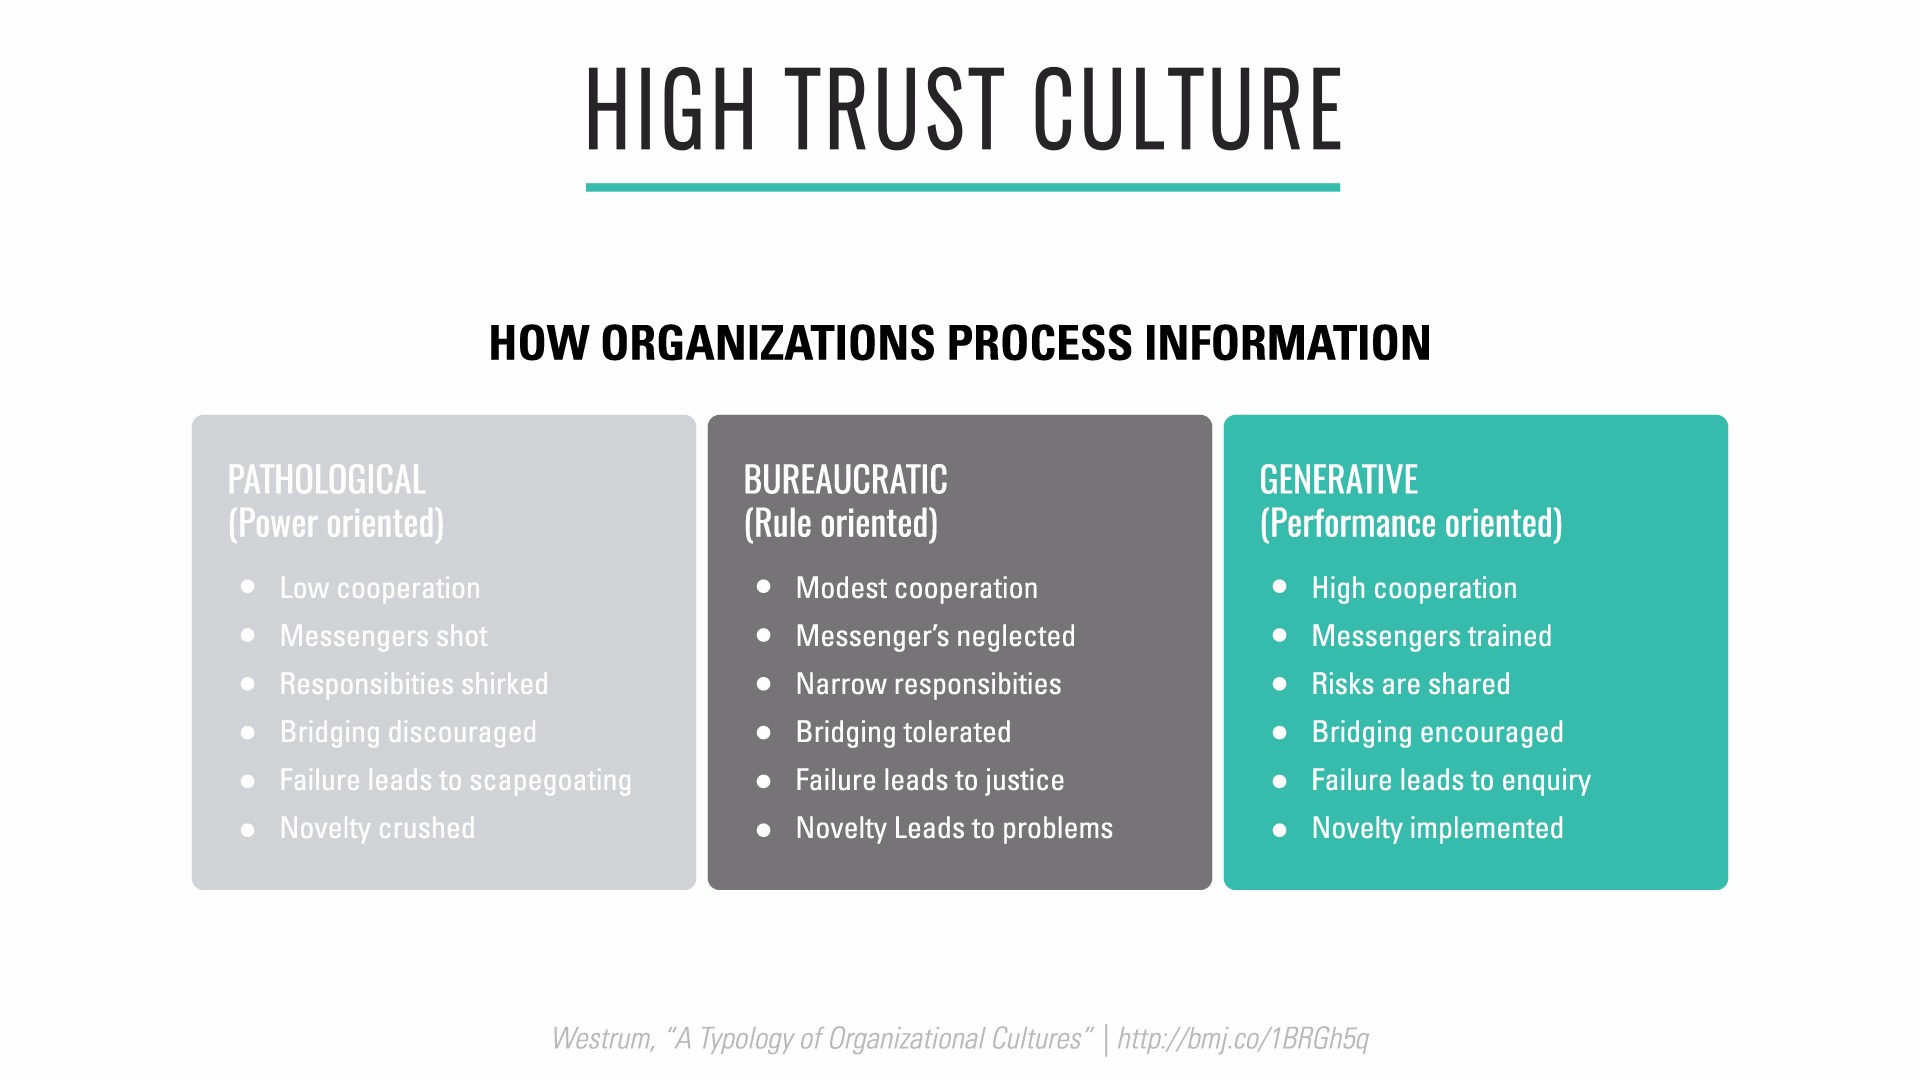 HIGH TRUST CULTURE
HOW ORGANIZATIONS PROCESS INFORMATION
PATHOLOGICAL
(Power oriented)
• Low cooperation
• Messengers shot
• Responsibities shirked
• Bridging discouraged
• Failure leads to scapegoating
• Novelty crushed
BUREAUCRATIC
(Rule oriented)
• Modest cooperation
• Messenger’s neglected
• Narrow responsibities
• Bridging tolerated
• Failure leads to justice
• Novelty Leads to problems
GENERATIVE
(Performance oriented)
• High cooperation
• Messengers trained
• Risks are shared
• Bridging encouraged
• Failure leads to enquiry
• Novelty implemented
Westrum, “A Typology of Organizational Cultures” | http://bmj.co/1BRGh5q